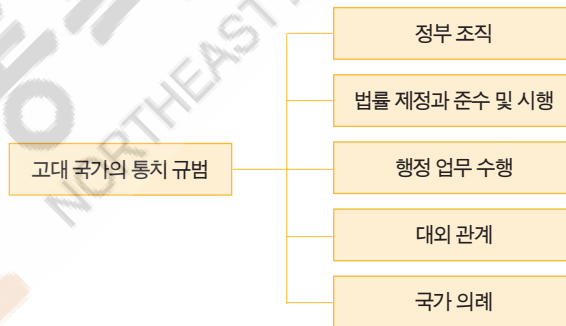 정부 조직
법률 제정과 준수 및 시행
고대 국가의 통치 규범
행정 업무 수행
대외 관계
국가 의례
NORTHEAST